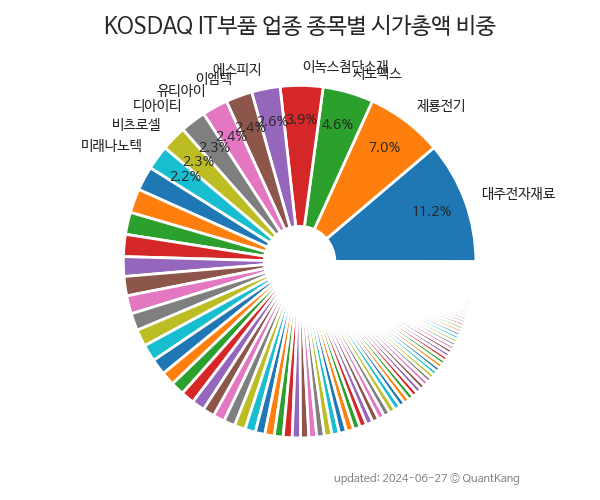 KOSDAQ IT부품 업종 종목별 시가총액 비중
대주전자재료
11.2%
제룡전기
7.0%
시노펙스
4.6%
이녹스첨단소재
3.9%
에스피지
2.6%
이엠텍
2.4%
유티아이
2.4%
디아이티
2.3%
비츠로셀
2.3%
미래나노텍
2.2%
updated: 2024-06-27 © QuantKang